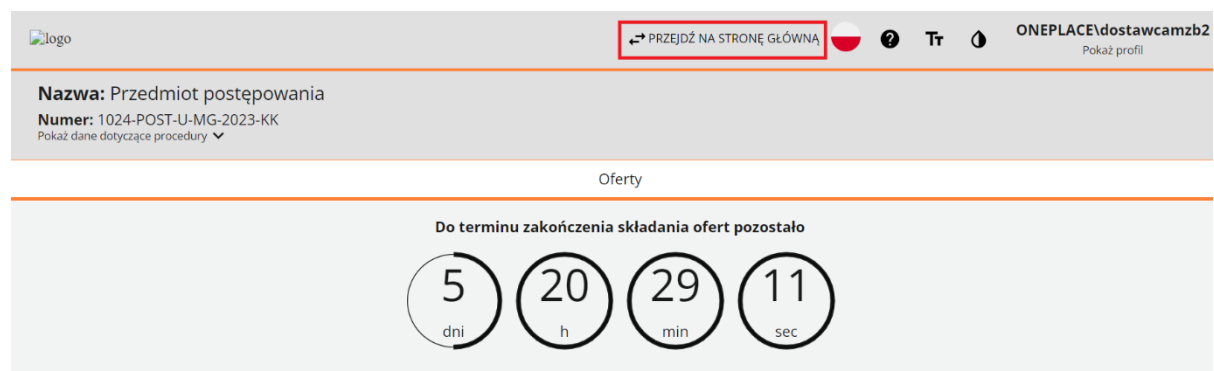 logo
PRZEJDŹ NA STRONĘ GŁÓWNĄ
ONEPLACE\dostawcamzb2
Pokaż profil
Nazwa: Przedmiot postępowania
Numer: 1024-POST-U-MG-2023-KK
Pokaż dane dotyczące procedury
Oferty
Do terminu zakończenia składania ofert pozostało
5 20 29 11
dni h min sec